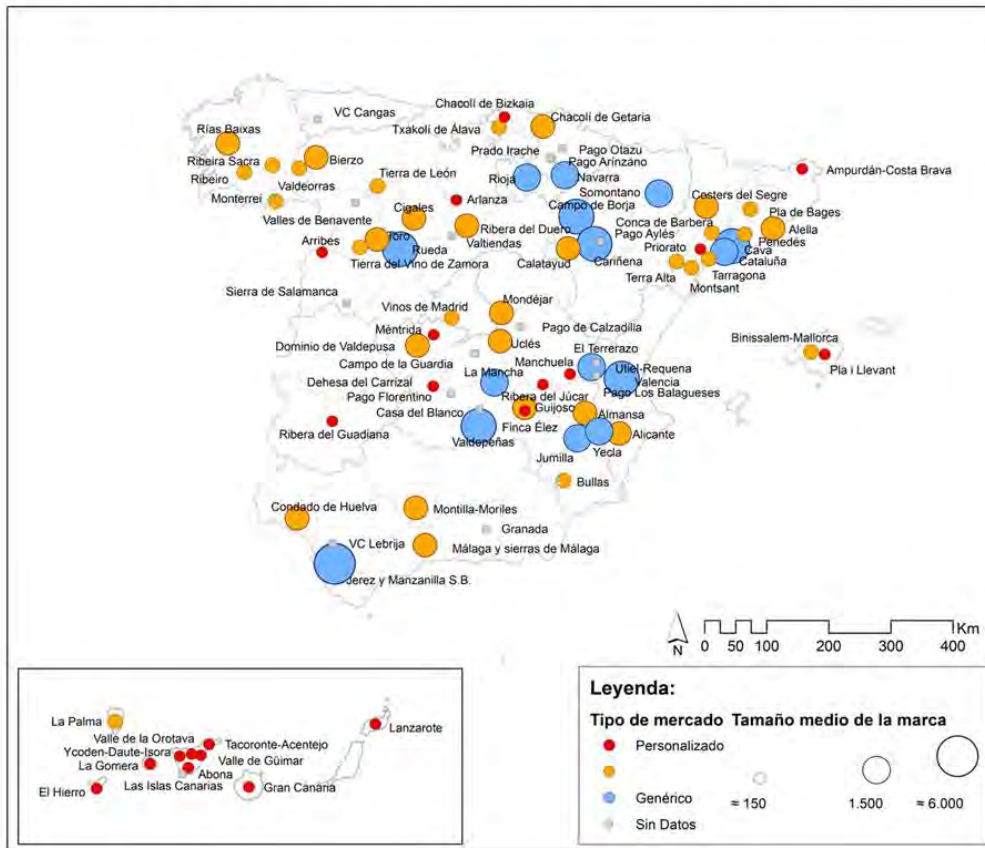 VC Cangas
Chacolí de Bizkaia
Chacolí de Getaria
Txakolí de Álava
Rías Baixas
Bierzo
Prado Irache
Pago Otazu
Pago Arínzano
Navarra
Rioja
Ampurdán-Costa Brava
Ribeira Sacra
Ribeiro
Valdeorras
Tierra de León
Somontano
Costers del Segre
Monterrei
Arlanza
Campo de Borja
Pla de Bages
Valles de Benavente
Cigales
Conca de Barberá
Alella
Ribera del Duero
Pago Aylés
Penedés
Arribes
Toro
Valtiendas
Priorato
Cava
Rueda
Calatayud
Cariñena
Cataluña
Tierra del Vino de Zamora
Terra Alta
Tarragona
Montsant
Sierra de Salamanca
Vinos de Madrid
Mondéjar
Méntrida
Pago de Calzadilla
Binissalem-Mallorca
Dominio de Valdepusa
Uclés
El Terrerazo
Pla i Llevant
Campo de la Guardia
Manchuela
Utiel-Requena
La Mancha
Valencia
Dehesa del Carrizal
Ribera del Júcar
Pago Los Balagueses
Pago Florentino
Guijoso
Casa del Blanco
Almansa
Ribera del Guadiana
Finca Élez
Alicante
Valdepeñas
Jumilla
Yecla
Bullas
Condado de Huelva
Montilla-Moriles
Granada
VC Lebrija
Málaga y sierras de Málaga
Jerez y Manzanilla S.B.
N
0 50 100 200 300 400
Km
La Palma
Lanzarote
Valle de la Orotava
Tacoronte-Acentejo
Ycoden-Daute-Isora
Valle de Güimar
La Gomera
Abona
El Hierro
Las Islas Canarias
Gran Canaria
Leyenda:
Tipo de mercado Tamaño medio de la marca
Personalizado
Genérico
≈ 150 1.500 ≈ 6.000
Sin Datos